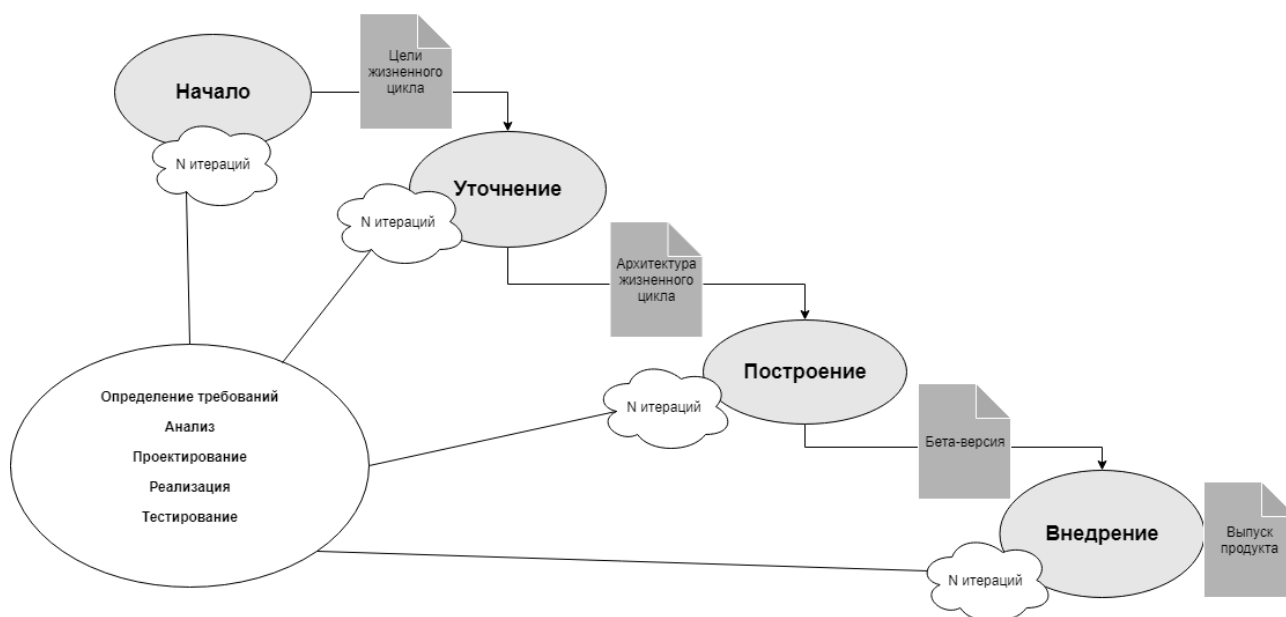 Начало
Цели
жизненного
цикла
N итераций
Уточнение
N итераций
Архитектура
жизненного
цикла
Построение
N итераций
Определение требований
Анализ
Проектирование
Реализация
Тестирование
Бета-версия
Внедрение
N итераций
Выпуск
продукта